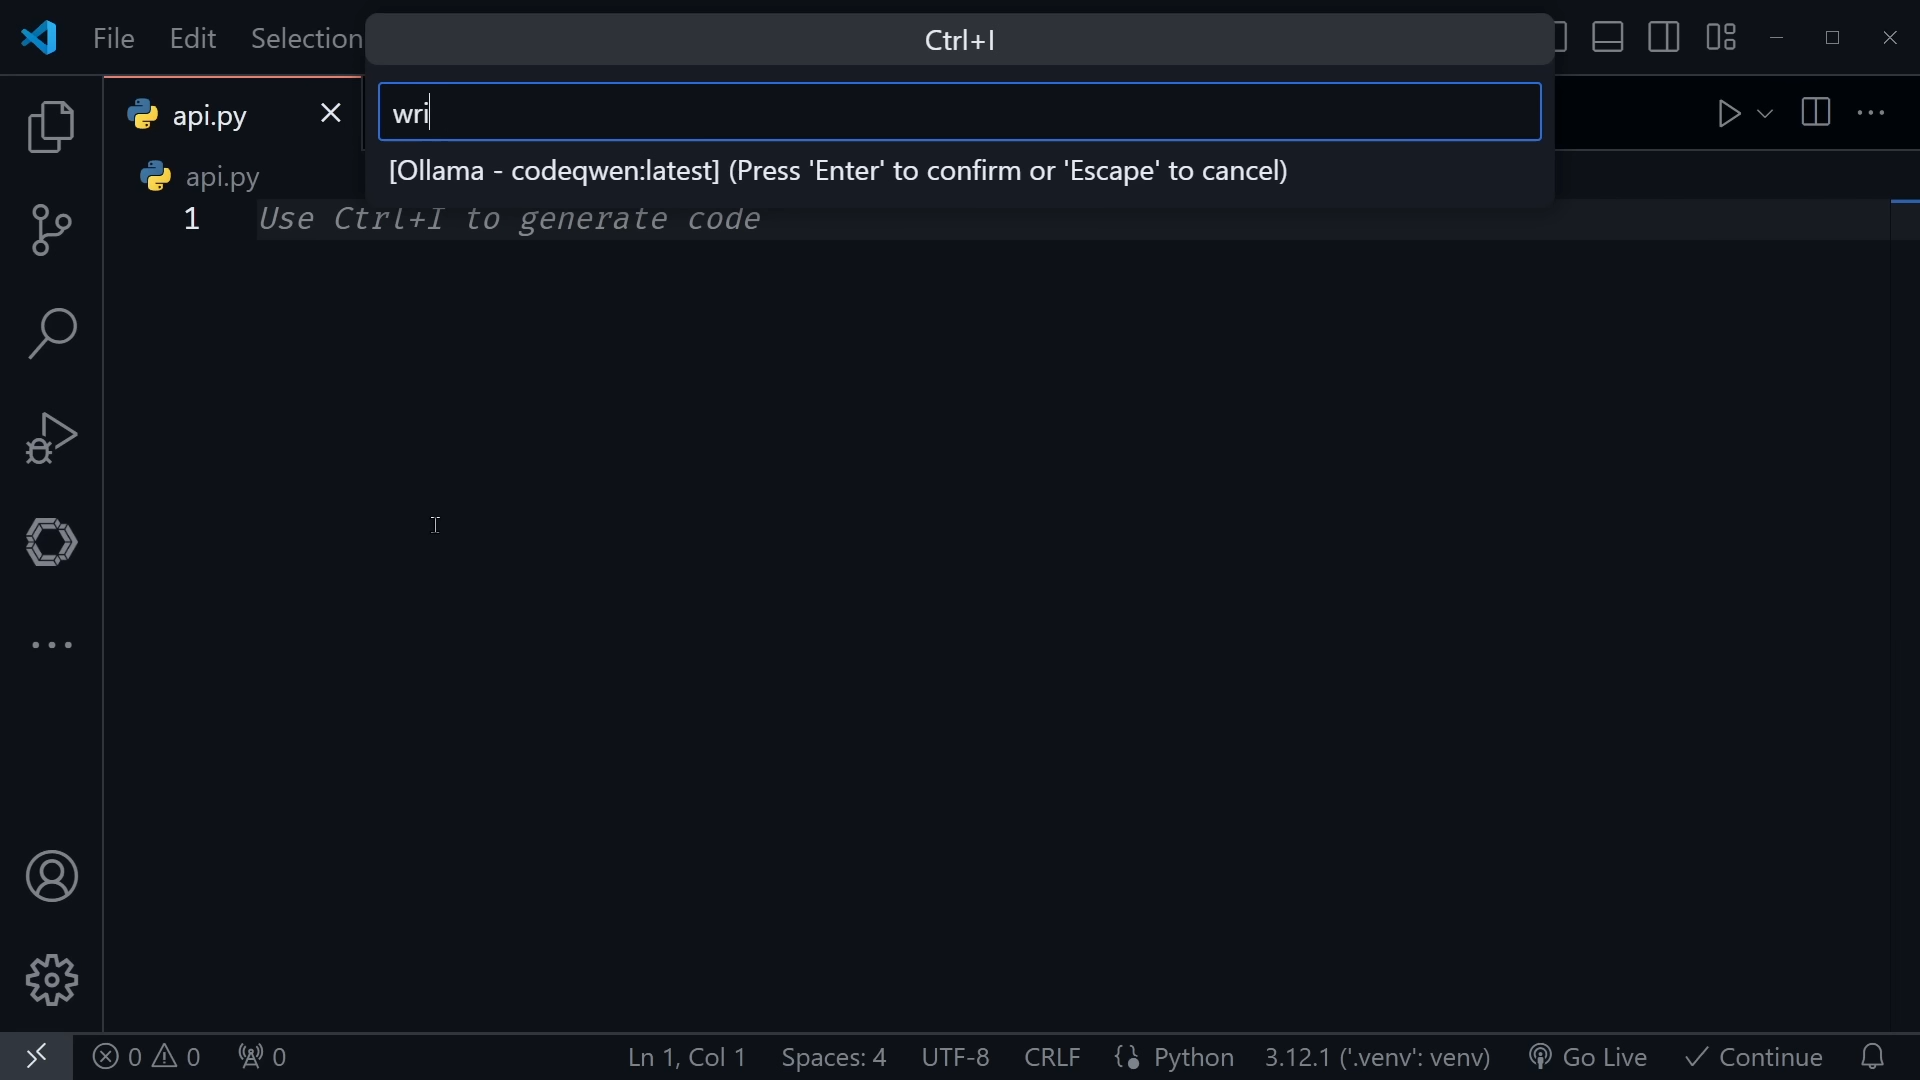 File Edit Selection
Ctrl+I
wri
[Ollama - codeqwen:latest] (Press 'Enter' to confirm or 'Escape' to cancel)
api.py
api.py
1 Use Ctrl+I to generate code
0 0 0 Ln 1, Col 1 Spaces: 4 UTF-8 CRLF Python 3.12.1 ('.venv': venv) Go Live Continue